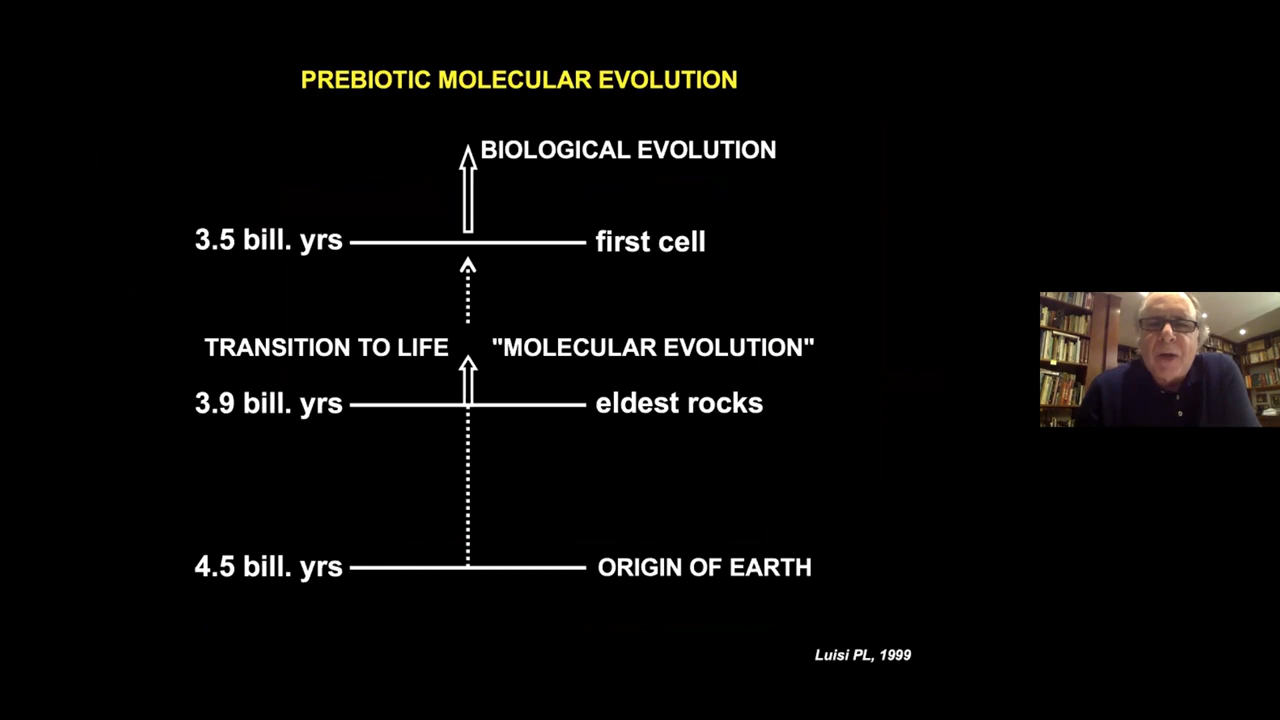 PREBIOTIC MOLECULAR EVOLUTION
BIOLOGICAL EVOLUTION
3.5 bill. yrs first cell
TRANSITION TO LIFE "MOLECULAR EVOLUTION"
3.9 bill. yrs eldest rocks
4.5 bill. yrs ORIGIN OF EARTH
Luisi PL, 1999